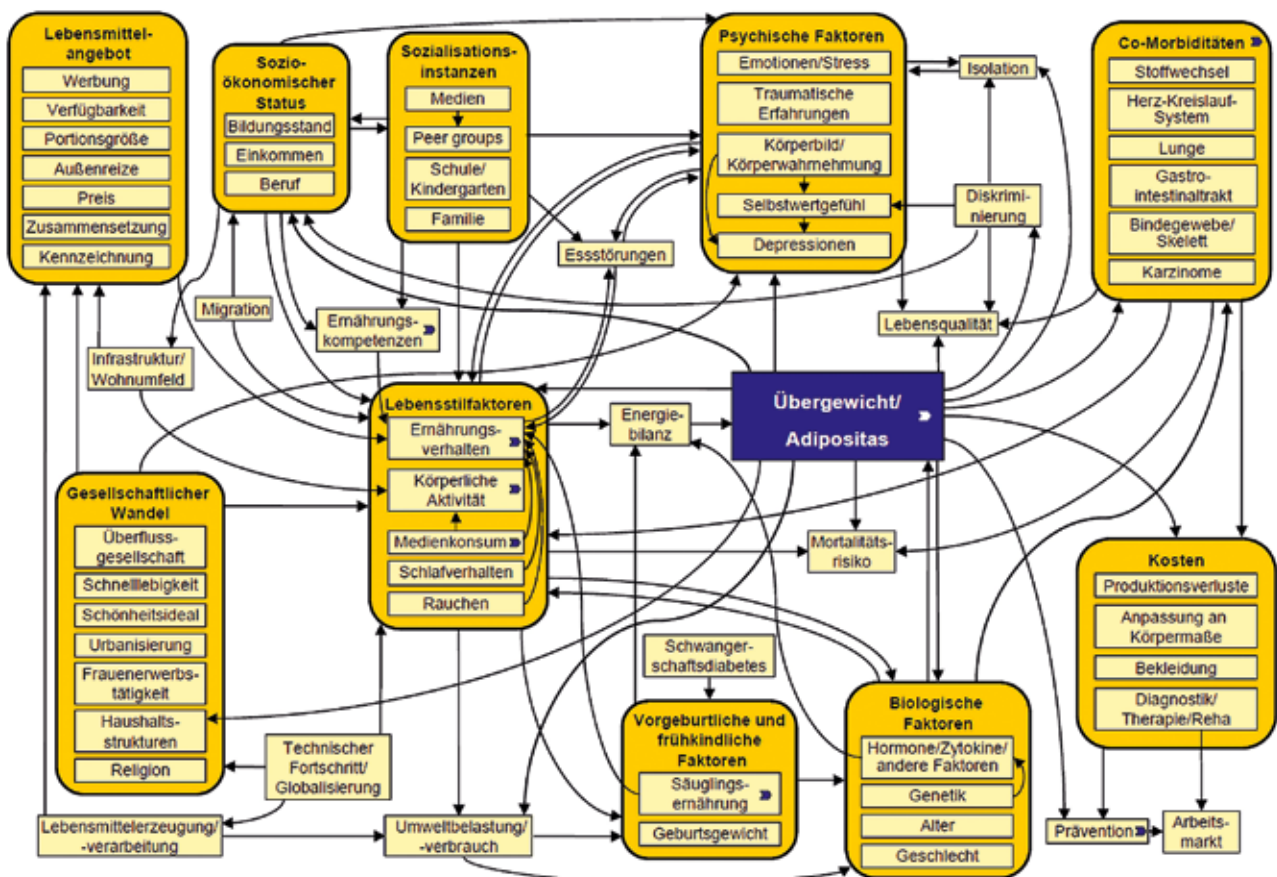 Lebensmittel-
angebot
Werbung
Verfügbarkeit
Portionsgröße
Außenreize
Preis
Zusammensetzung
Kennzeichnung
Sozio-
ökonomischer
Status
Bildungsstand
Einkommen
Beruf
Sozialisations-
instanzen
Medien
Peer groups
Schule/
Kindergarten
Familie
Psychische Faktoren
Emotionen/Stress
Traumatische
Erfahrungen
Körperbild/
Körperwahrnehmung
Selbstwertgefühl
Depressionen
Isolation
Diskrimi-
nierung
Lebensqualität
Co-Morbiditäten
Stoffwechsel
Herz-Kreislauf-
System
Lunge
Gastro-
intestinaltrakt
Bindegewebe/
Skelett
Karzinome
Essstörungen
Migration
Ernährungs-
kompetenzen
Infrastruktur/
Wohnumfeld
Lebensstilfaktoren
Ernährungs-
verhalten
Körperliche
Aktivität
Medienkonsum
Schlafverhalten
Rauchen
Energie-
bilanz
Übergewicht/
Adipositas
Gesellschaftlicher
Wandel
Überfluss-
gesellschaft
Schnelllebigkeit
Schönheitsideal
Urbanisierung
Frauenerwerbs-
tätigkeit
Haushalts-
strukturen
Religion
Mortalitäts-
risiko
Kosten
Produktionsverluste
Anpassung an
Körpermaße
Bekleidung
Diagnostik/
Therapie/Reha
Schwanger-
schaftsdiabetes
Vorgeburtliche und
frühkindliche
Faktoren
Säuglings-
ernährung
Geburtsgewicht
Biologische
Faktoren
Hormone/Zytokine/
andere Faktoren
Genetik
Alter
Geschlecht
Technischer
Fortschritt/
Globalisierung
Lebensmittelerzeugung/
-verarbeitung
Umweltbelastung/
-verbrauch
Prävention
Arbeits-
markt